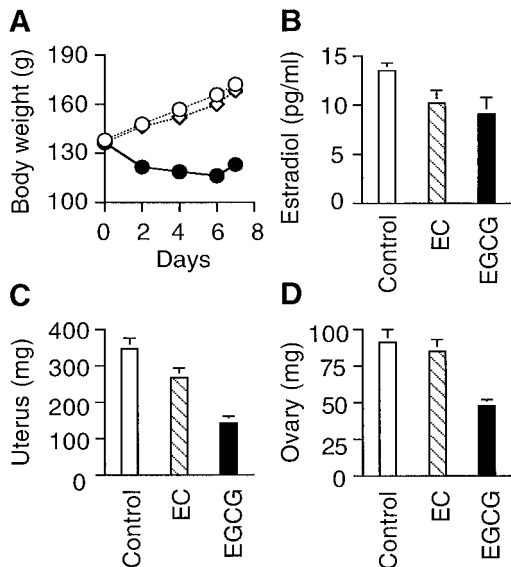 A
Body weight (g)
190
160
130
100
0 2 4 6 8
Days
B
Estradiol (pg/ml)
15
10
5
0
Control EC EGCG
C
Uterus (mg)
400
300
200
100
0
Control EC EGCG
D
Ovary (mg)
100
75
50
25
0
Control EC EGCG